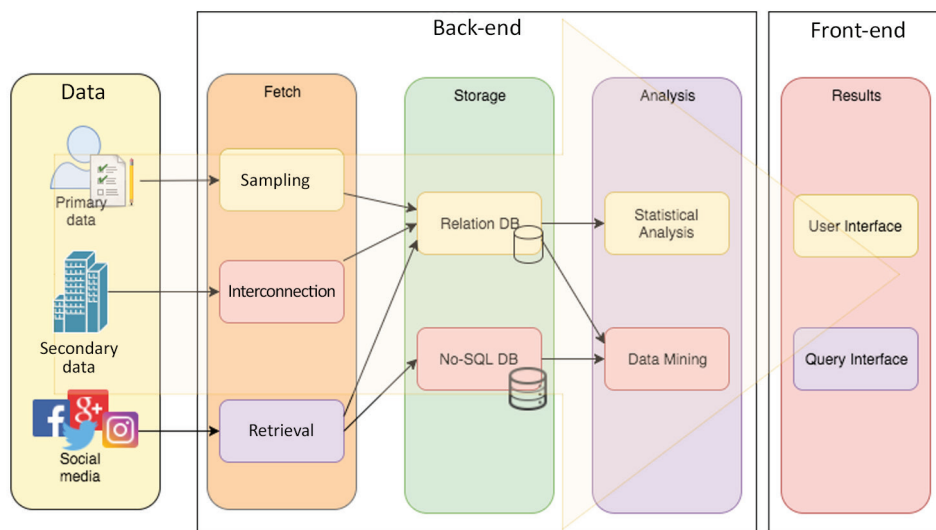 Back-end
Front-end
Data
Fetch
Storage
Analysis
Results
Primary
data
Sampling
Relation DB
Statistical
Analysis
User Interface
Interconnection
Secondary
data
No-SQL DB
Data Mining
Query Interface
f
g+
Retrieval
Social
media